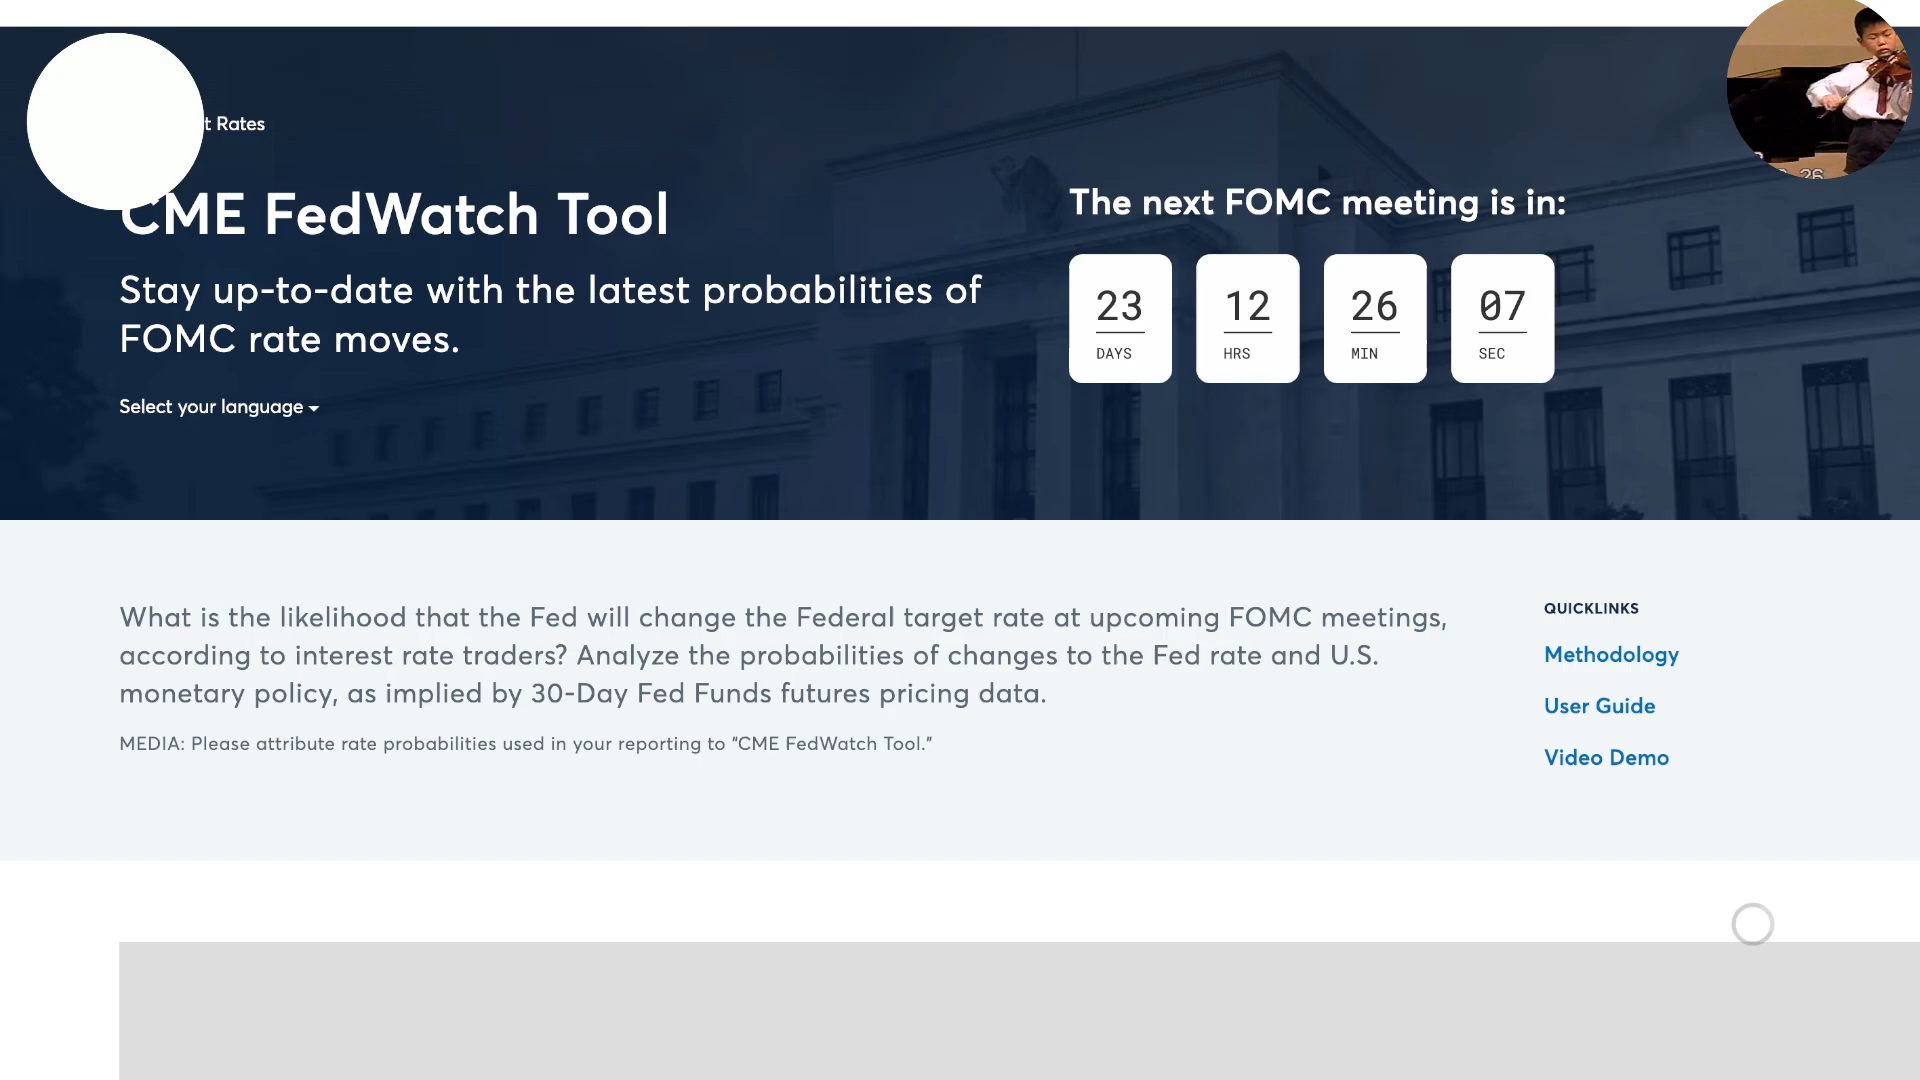 t Rates
CME FedWatch Tool
Stay up-to-date with the latest probabilities of
FOMC rate moves.
Select your language
The next FOMC meeting is in:
23 12 26 07
DAYS HRS MIN SEC
What is the likelihood that the Fed will change the Federal target rate at upcoming FOMC meetings,
according to interest rate traders? Analyze the probabilities of changes to the Fed rate and U.S.
monetary policy, as implied by 30-Day Fed Funds futures pricing data.
MEDIA: Please attribute rate probabilities used in your reporting to “CME FedWatch Tool.”
QUICKLINKS
Methodology
User Guide
Video Demo